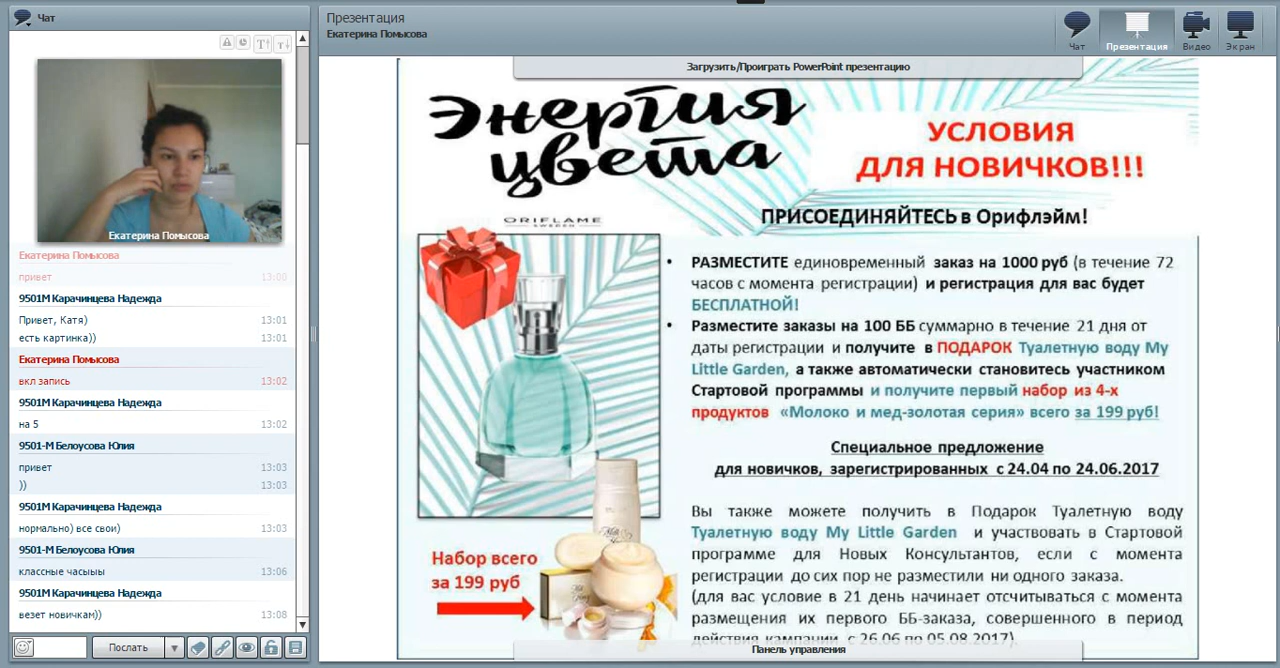 Чат
Екатерина Помысова
Екатерина Помысова
привет 13:00
9501М Карачинцева Надежда
Привет, Катя) 13:01
есть картинка)) 13:01
Екатерина Помысова
вкл запись 13:02
9501М Карачинцева Надежда
на 5 13:02
9501-М Белоусова Юлия
привет 13:03
)) 13:03
9501М Карачинцева Надежда
нормально) все свои) 13:03
9501-М Белоусова Юлия
классные часыыы 13:06
9501М Карачинцева Надежда
везет новичкам)) 13:08
Послать
Презентация
Екатерина Помысова
Чат
Презентация
Видео
Экран
Загрузить/Проиграть PowerPoint презентацию
энергия
цвета
ORIFLAME
SWEDEN
УСЛОВИЯ
ДЛЯ НОВИЧКОВ!!!
ПРИСОЕДИНЯЙТЕСЬ в Орифлэйм!
• РАЗМЕСТИТЕ единовременный заказ на 1000 руб (в течение 72
часов с момента регистрации) и регистрация для вас будет
БЕСПЛАТНОЙ!
• Разместите заказы на 100 ББ суммарно в течение 21 дня от
даты регистрации и получите в ПОДАРОК Туалетную воду My
Little Garden, а также автоматически становитесь участником
Стартовой программы и получите первый набор из 4-х
продуктов «Молоко и мед-золотая серия» всего за 199 руб!
Специальное предложение
для новичков, зарегистрированных с 24.04 по 24.06.2017
Вы также можете получить в Подарок Туалетную воду
Туалетную воду My Little Garden и участвовать в Стартовой
программе для Новых Консультантов, если с момента
регистрации до сих пор не разместили ни одного заказа.
(для вас условие в 21 день начинает отсчитываться с момента
размещения их первого ББ-заказа, совершенного в период
действия кампании с 26.06 по 05.08.2017).
Набор всего
за 199 руб
Панель управления